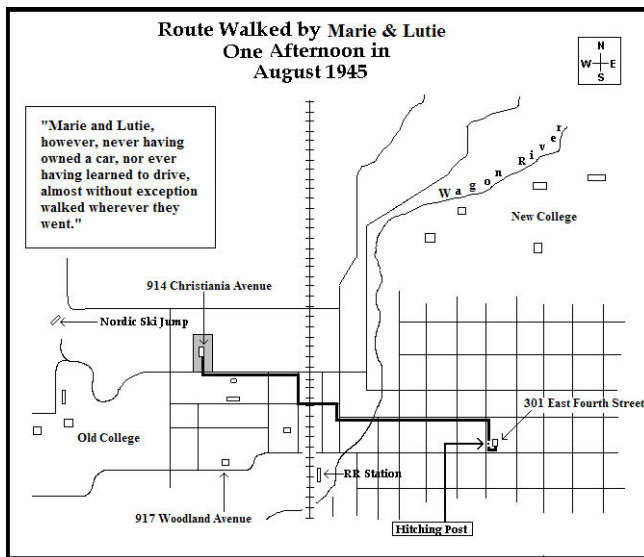 Route Walked by Marie & Lutie
One Afternoon in
August 1945
N
W E
S
"Marie and Lutie,
however, never having
owned a car, nor ever
having learned to drive,
almost without exception
walked wherever they
went."
Wagon River
New College
914 Christiania Avenue
Nordic Ski Jump
301 East Fourth Street
Old College
RR Station
917 Woodland Avenue
Hitching Post